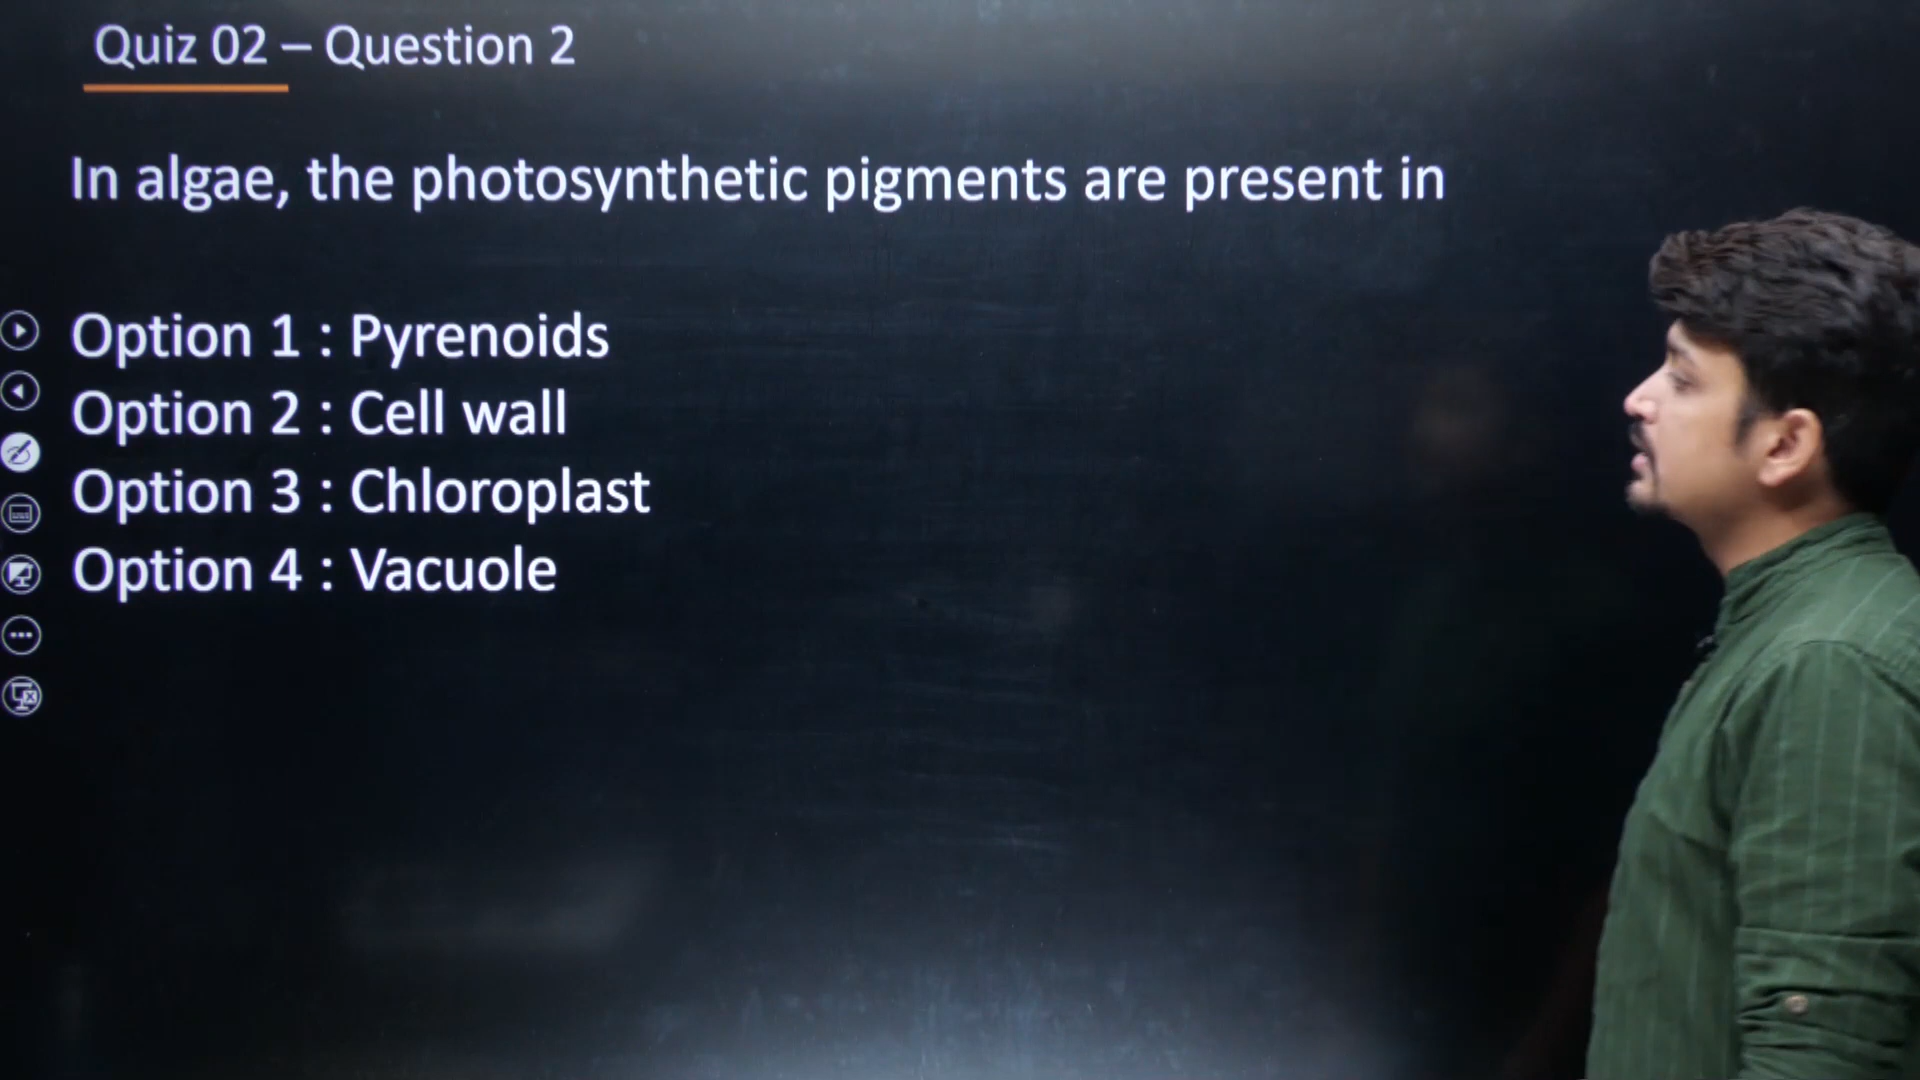 Quiz 02 – Question 2
In algae, the photosynthetic pigments are present in
Option 1 : Pyrenoids
Option 2 : Cell wall
Option 3 : Chloroplast
Option 4 : Vacuole